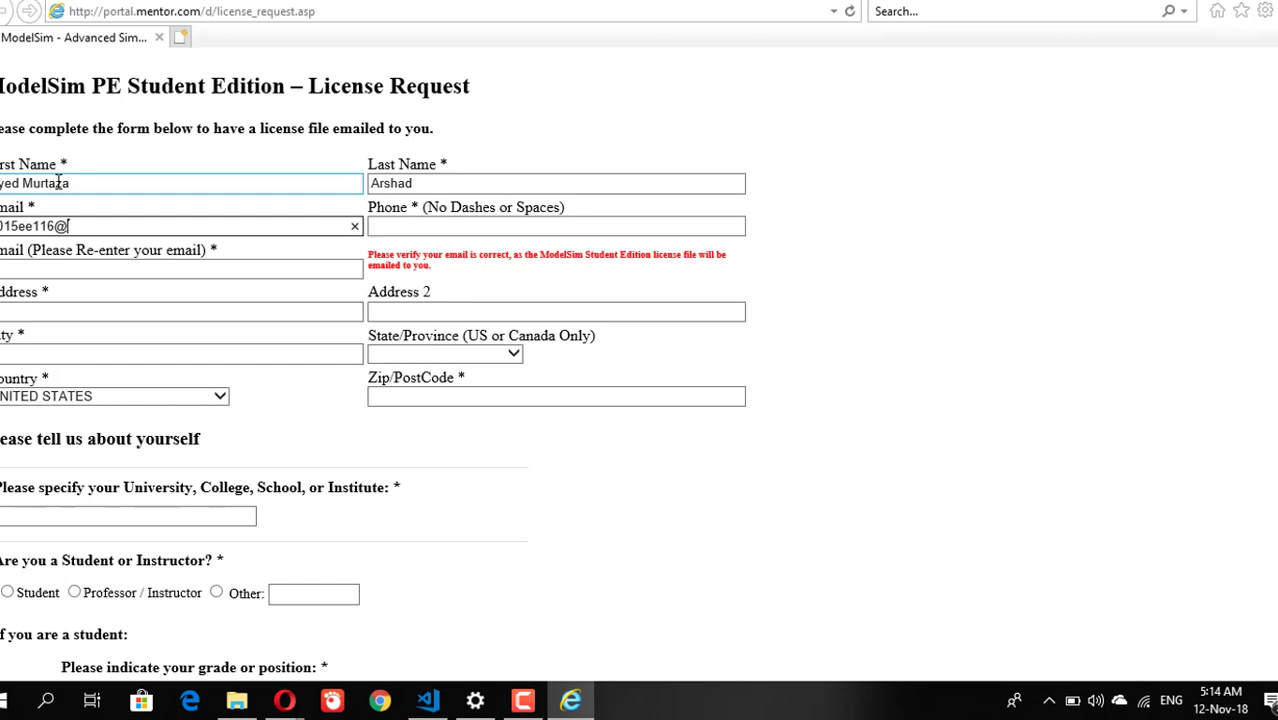 http://portal.mentor.com/d/license_request.asp
Search...
ModelSim - Advanced Sim...
odelSim PE Student Edition – License Request
ease complete the form below to have a license file emailed to you.
rst Name *
Last Name *
yed Murtaza
Arshad
mail *
Phone * (No Dashes or Spaces)
015ee116@
mail (Please Re-enter your email) *
Please verify your email is correct, as the ModelSim Student Edition license file will be
emailed to you.
ddress *
Address 2
ty *
State/Province (US or Canada Only)
ountry *
Zip/PostCode *
NITED STATES
ease tell us about yourself
Please specify your University, College, School, or Institute: *
Are you a Student or Instructor? *
Student
Professor / Instructor
Other:
f you are a student:
Please indicate your grade or position: *
ENG
5:14 AM
12-Nov-18